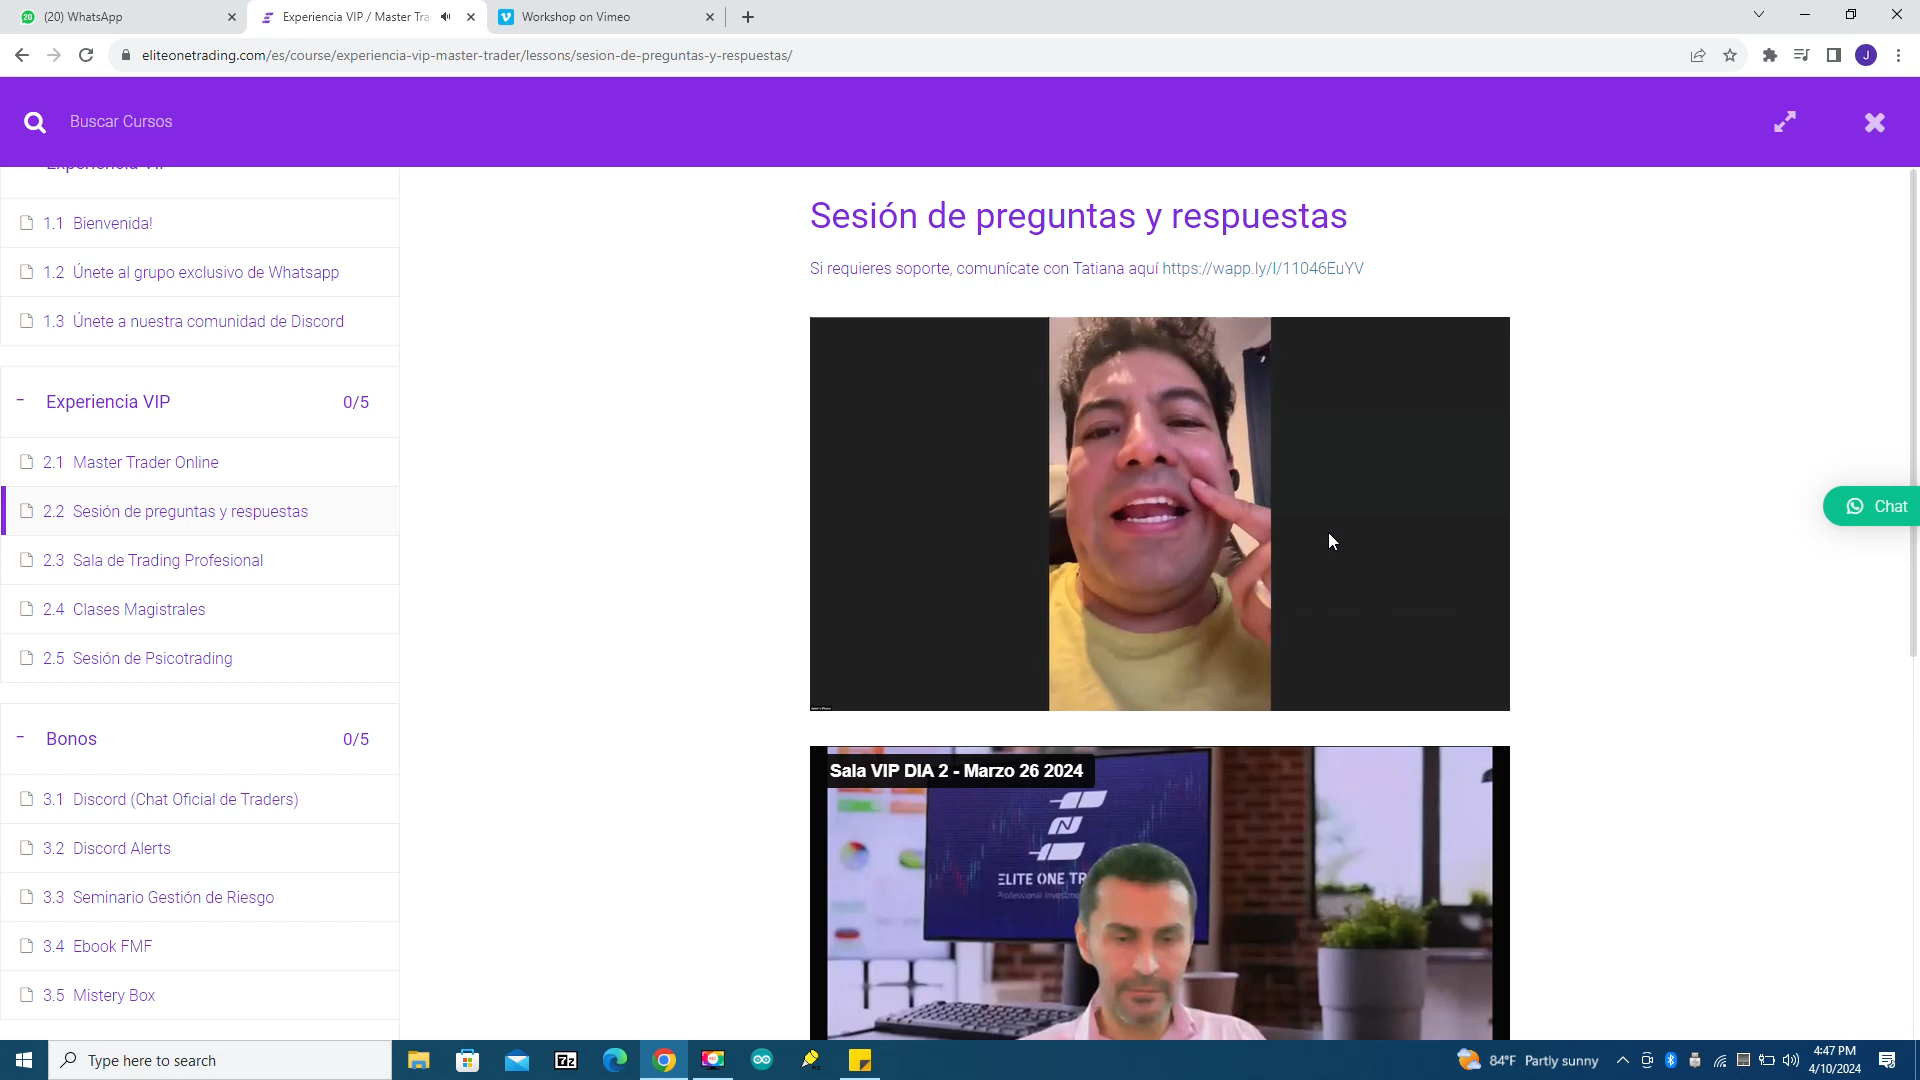 (20) WhatsApp
Experiencia VIP / Master Tra
Workshop on Vimeo
eliteonetrading.com/es/course/experiencia-vip-master-trader/lessons/sesion-de-preguntas-y-respuestas/
J
Buscar Cursos
Experiencia VIP
1.1 Bienvenida!
1.2 Únete al grupo exclusivo de Whatsapp
1.3 Únete a nuestra comunidad de Discord
- Experiencia VIP 0/5
2.1 Master Trader Online
2.2 Sesión de preguntas y respuestas
2.3 Sala de Trading Profesional
2.4 Clases Magistrales
2.5 Sesión de Psicotrading
- Bonos 0/5
3.1 Discord (Chat Oficial de Traders)
3.2 Discord Alerts
3.3 Seminario Gestión de Riesgo
3.4 Ebook FMF
3.5 Mistery Box
Sesión de preguntas y respuestas
Si requieres soporte, comunícate con Tatiana aquí https://wapp.ly/l/11046EuYV
Sala VIP DIA 2 - Marzo 26 2024
ELITE ONE TR
Professional Investme
Chat
Type here to search
7z
84°F Partly sunny
4:47 PM
4/10/2024